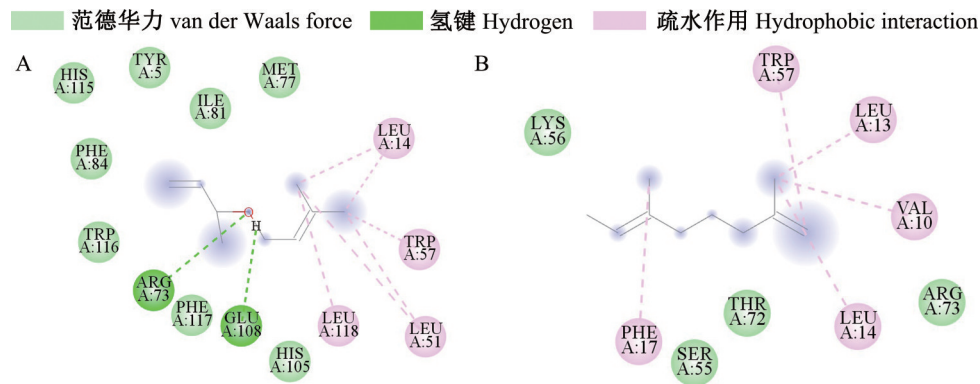 范德华力 van der Waals force 氢键 Hydrogen 疏水作用 Hydrophobic interaction
A
HIS
A:115
TYR
A:5
ILE
A:81
MET
A:77
PHE
A:84
LEU
A:14
TRP
A:116
H
TRP
A:57
ARG
A:73
PHE
A:117
GLU
A:108
HIS
A:105
LEU
A:118
LEU
A:51
B
TRP
A:57
LYS
A:56
LEU
A:13
VAL
A:10
PHE
A:17
THR
A:72
SER
A:55
LEU
A:14
ARG
A:73